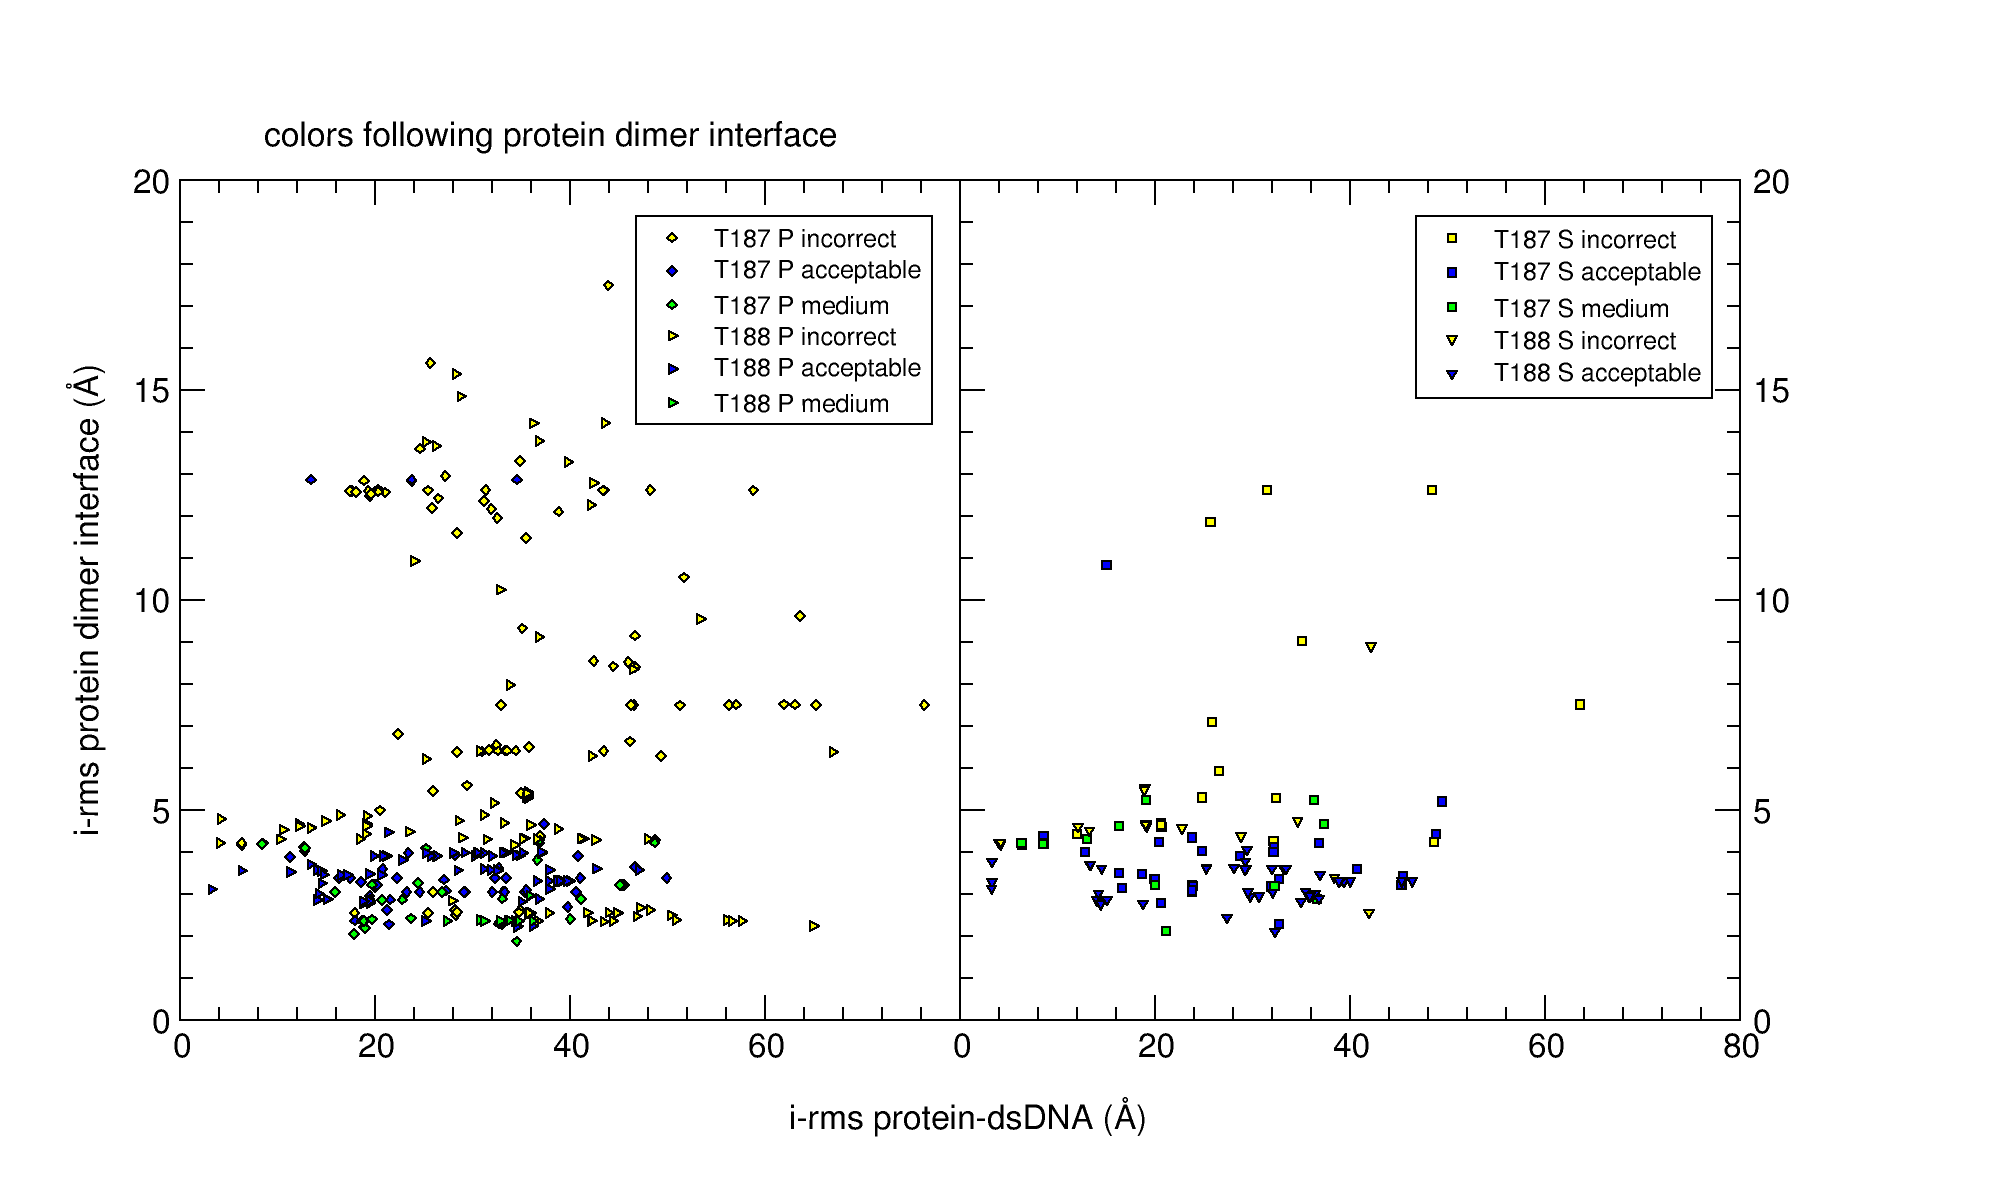 colors following protein dimer interface
20
15
10
5
0
i-rms protein dimer interface (Å)
T187 P incorrect
T187 P acceptable
T187 P medium
T188 P incorrect
T188 P acceptable
T188 P medium
T187 S incorrect
T187 S acceptable
T187 S medium
T188 S incorrect
T188 S acceptable
20
15
10
5
0
0 20 40 60 0 20 40 60 80
i-rms protein-dsDNA (Å)